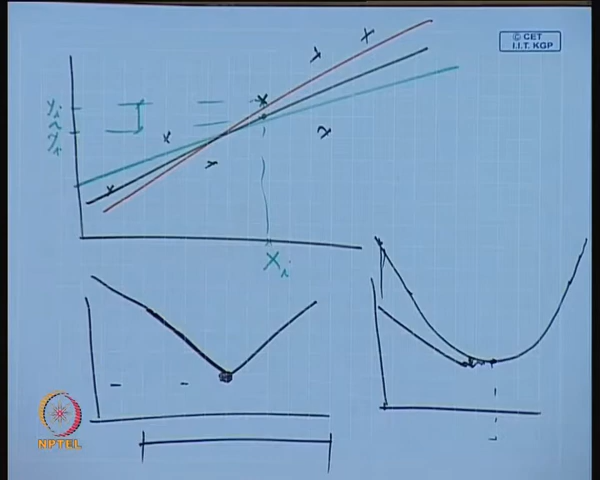 © CET
I.I.T. KGP
yi
ŷi
Xi
NPTEL